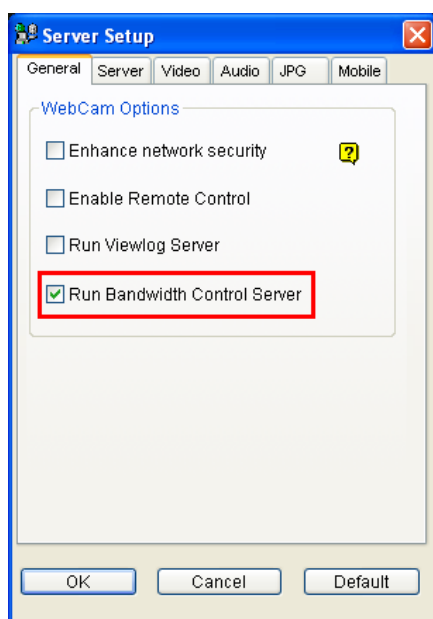 Server Setup
General Server Video Audio JPG Mobile
WebCam Options
Enhance network security
?
Enable Remote Control
Run Viewlog Server
Run Bandwidth Control Server
OK Cancel Default